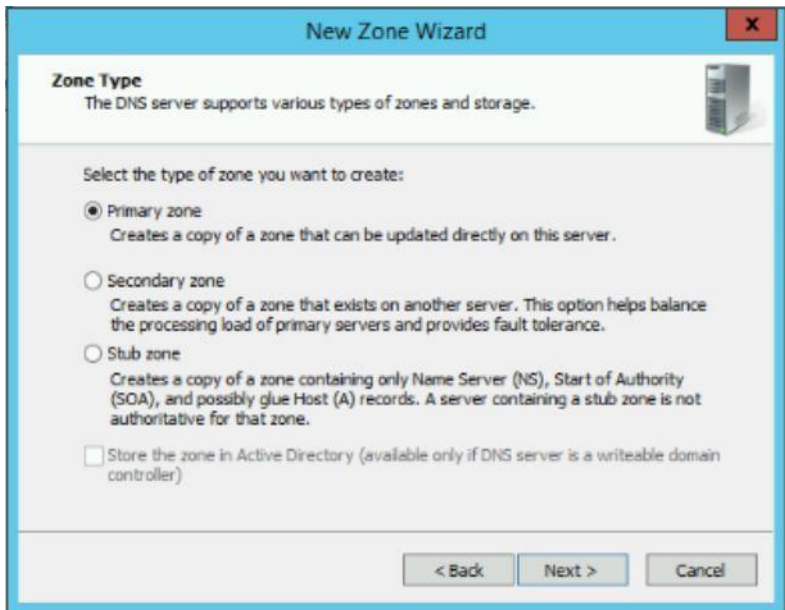 New Zone Wizard
x
Zone Type
The DNS server supports various types of zones and storage.
Select the type of zone you want to create:
Primary zone
Creates a copy of a zone that can be updated directly on this server.
Secondary zone
Creates a copy of a zone that exists on another server. This option helps balance
the processing load of primary servers and provides fault tolerance.
Stub zone
Creates a copy of a zone containing only Name Server (NS), Start of Authority
(SOA), and possibly glue Host (A) records. A server containing a stub zone is not
authoritative for that zone.
Store the zone in Active Directory (available only if DNS server is a writeable domain
controller)
< Back Next > Cancel